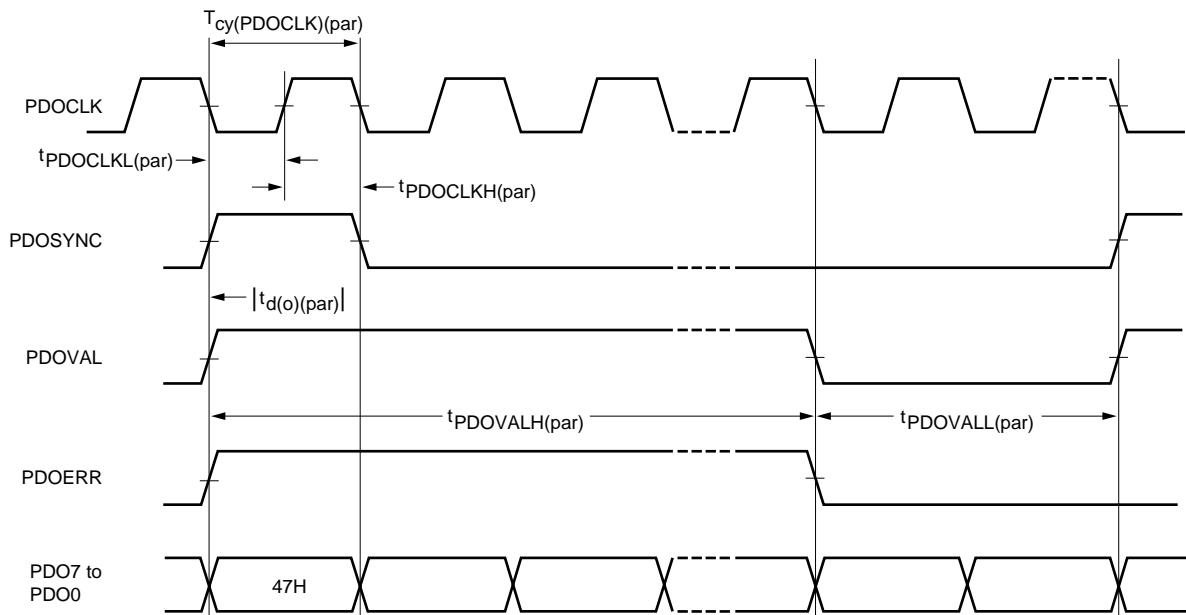 Tcy(PDOCLK)(par)
PDOCLK
tPDOCLKL(par)
tPDOCLKH(par)
PDOSYNC
|td(o)(par)|
PDOVAL
tPDOVALH(par)
tPDOVALL(par)
PDOERR
PDO7 to
PDO0
47H